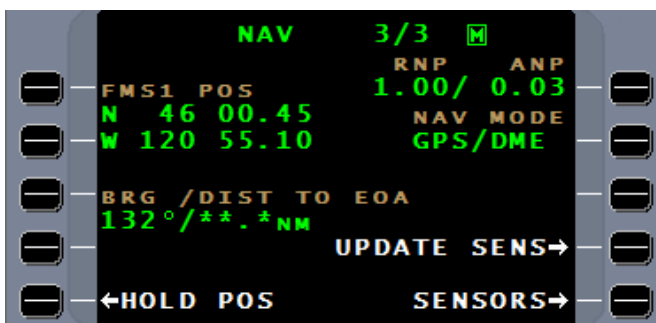 NAV 3/3 M
RNP ANP
FMS1 POS 1.00/ 0.03
N 46 00.45 NAV MODE
W 120 55.10 GPS/DME
BRG /DIST TO EOA
132°/**.*NM
UPDATE SENS→
←HOLD POS SENSORS→